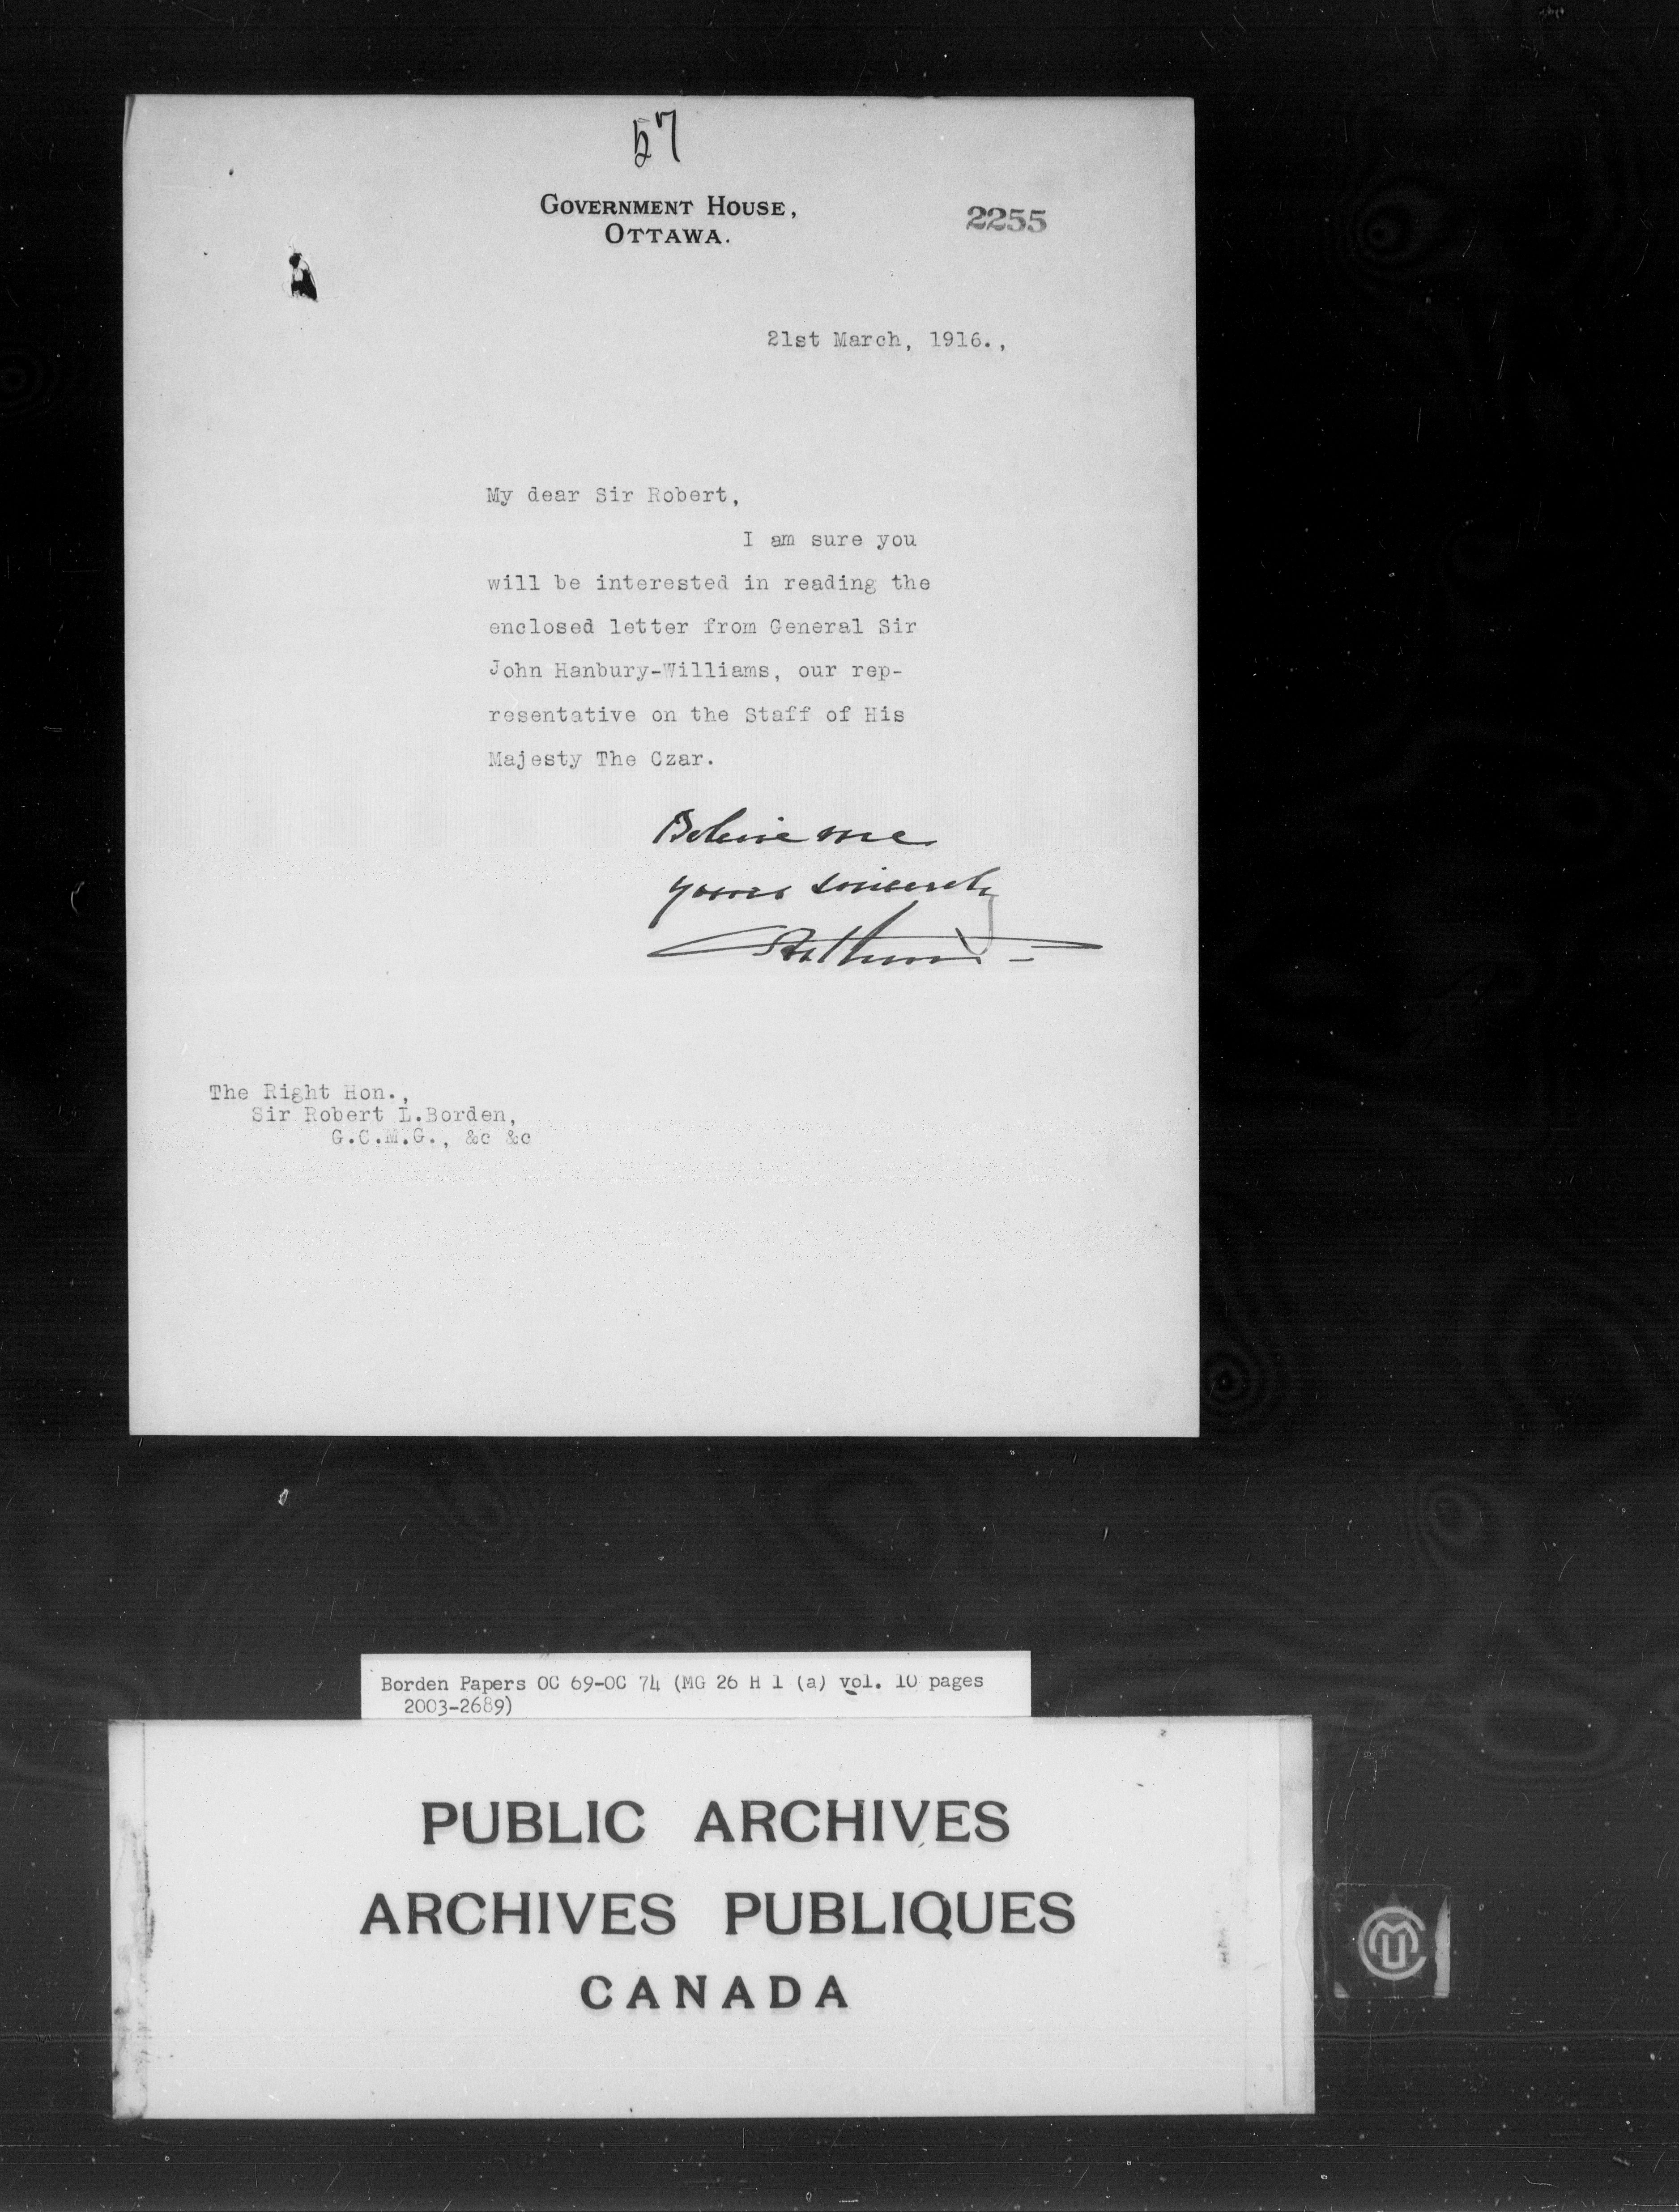 57
GOVERNMENT HOUSE,
OTTAWA.
2255
21st March, 1916.,
My dear Sir Robert,
I am sure you
will be interested in reading the
enclosed letter from General Sir
John Hanbury-Williams, our rep-
resentative on the Staff of His
Majesty The Czar.
Believe me
yours sincerely
Arthur
The Right Hon.,
Sir Robert L.Borden,
G.C.M.G., &c &c
Borden Papers OC 69-OC 74 (MG 26 H 1 (a) vol. 10 pages
2003-2689)
PUBLIC ARCHIVES
ARCHIVES PUBLIQUES
CANADA